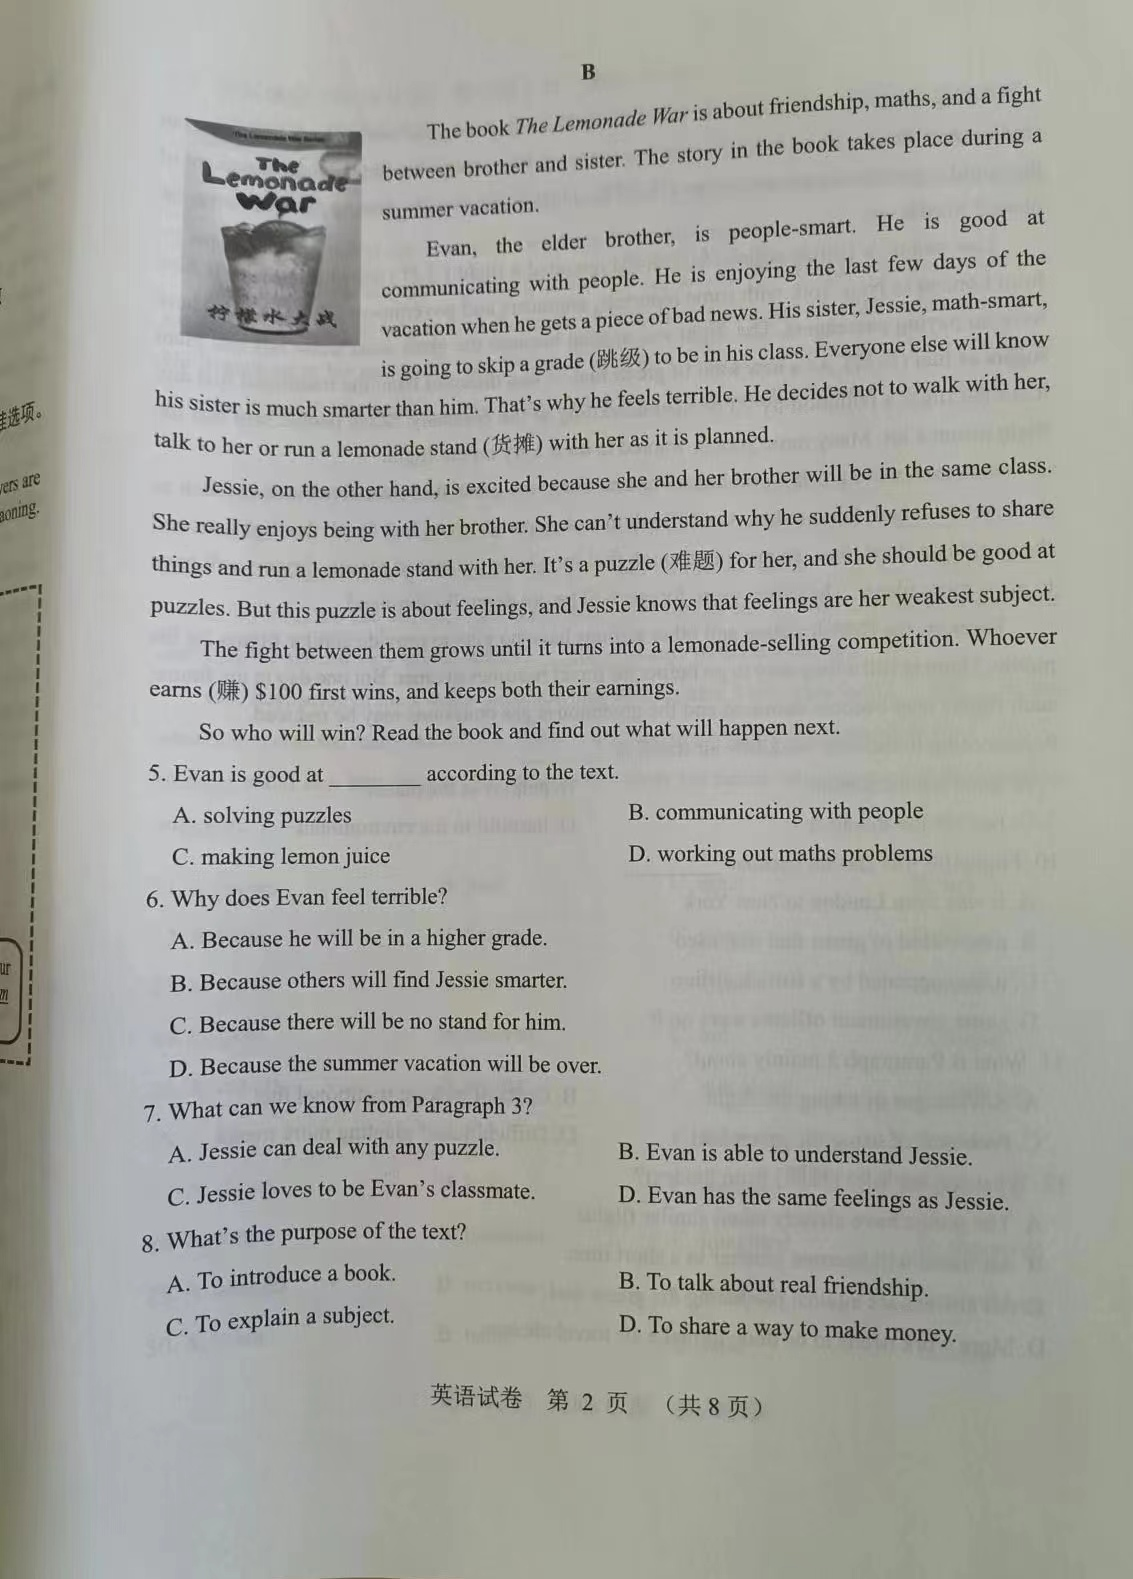 B
The Lemonade War Series
The
Lemonade
War
柠檬水大战
The book The Lemonade War is about friendship, maths, and a fight
between brother and sister. The story in the book takes place during a
summer vacation.
Evan, the elder brother, is people-smart. He is good at
communicating with people. He is enjoying the last few days of the
vacation when he gets a piece of bad news. His sister, Jessie, math-smart,
is going to skip a grade (跳级) to be in his class. Everyone else will know
his sister is much smarter than him. That's why he feels terrible. He decides not to walk with her,
talk to her or run a lemonade stand (货摊) with her as it is planned.
Jessie, on the other hand, is excited because she and her brother will be in the same class.
She really enjoys being with her brother. She can't understand why he suddenly refuses to share
things and run a lemonade stand with her. It's a puzzle (难题) for her, and she should be good at
puzzles. But this puzzle is about feelings, and Jessie knows that feelings are her weakest subject.
The fight between them grows until it turns into a lemonade-selling competition. Whoever
earns (赚) $100 first wins, and keeps both their earnings.
So who will win? Read the book and find out what will happen next.
5. Evan is good at ________ according to the text.
A. solving puzzles B. communicating with people
C. making lemon juice D. working out maths problems
6. Why does Evan feel terrible?
A. Because he will be in a higher grade.
B. Because others will find Jessie smarter.
C. Because there will be no stand for him.
D. Because the summer vacation will be over.
7. What can we know from Paragraph 3?
A. Jessie can deal with any puzzle. B. Evan is able to understand Jessie.
C. Jessie loves to be Evan's classmate. D. Evan has the same feelings as Jessie.
8. What's the purpose of the text?
A. To introduce a book. B. To talk about real friendship.
C. To explain a subject. D. To share a way to make money.
英语试卷 第 2 页 （共 8 页）
选项。
are